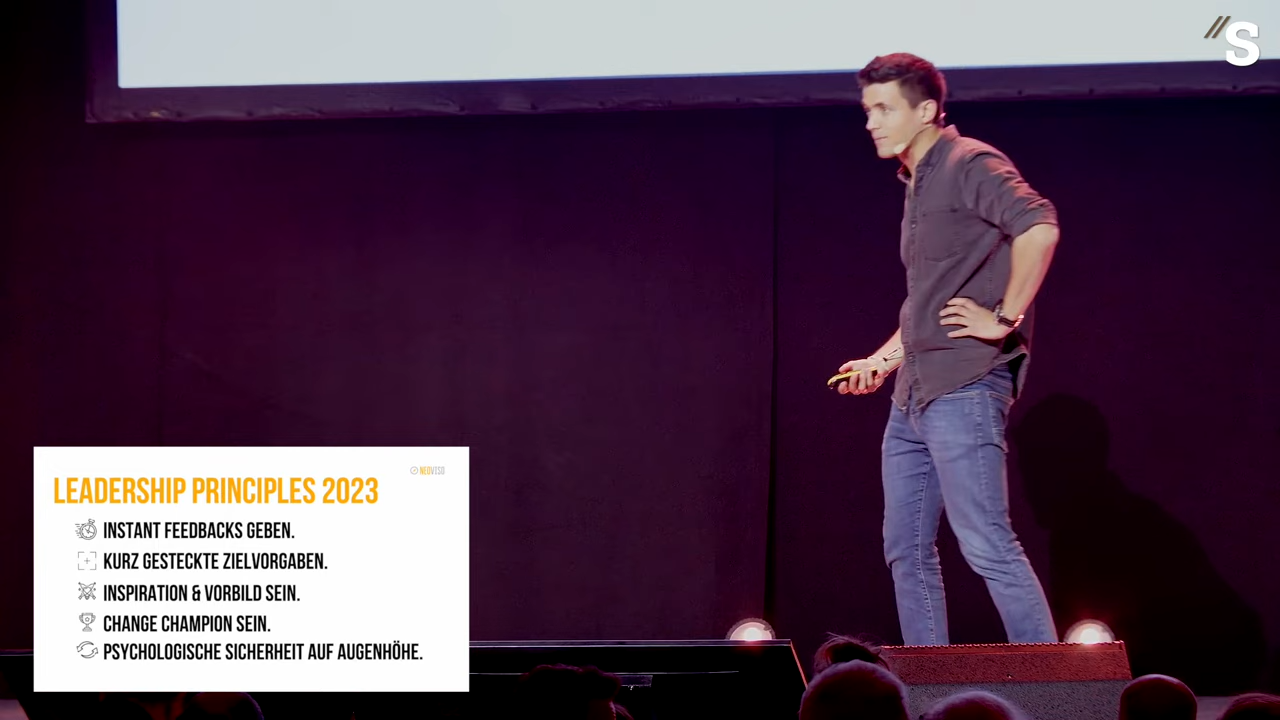 //S
NEOVISO
LEADERSHIP PRINCIPLES 2023
INSTANT FEEDBACKS GEBEN.
KURZ GESTECKTE ZIELVORGABEN.
INSPIRATION & VORBILD SEIN.
CHANGE CHAMPION SEIN.
PSYCHOLOGISCHE SICHERHEIT AUF AUGENHÖHE.